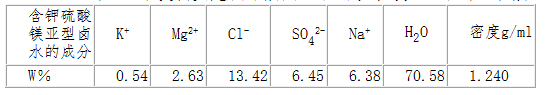 含钾硫酸镁亚型卤水的成分 K⁺ Mg²⁺ Cl⁻ SO₄²⁻ Na⁺ H₂O 密度g/ml
W% 0.54 2.63 13.42 6.45 6.38 70.58 1.240